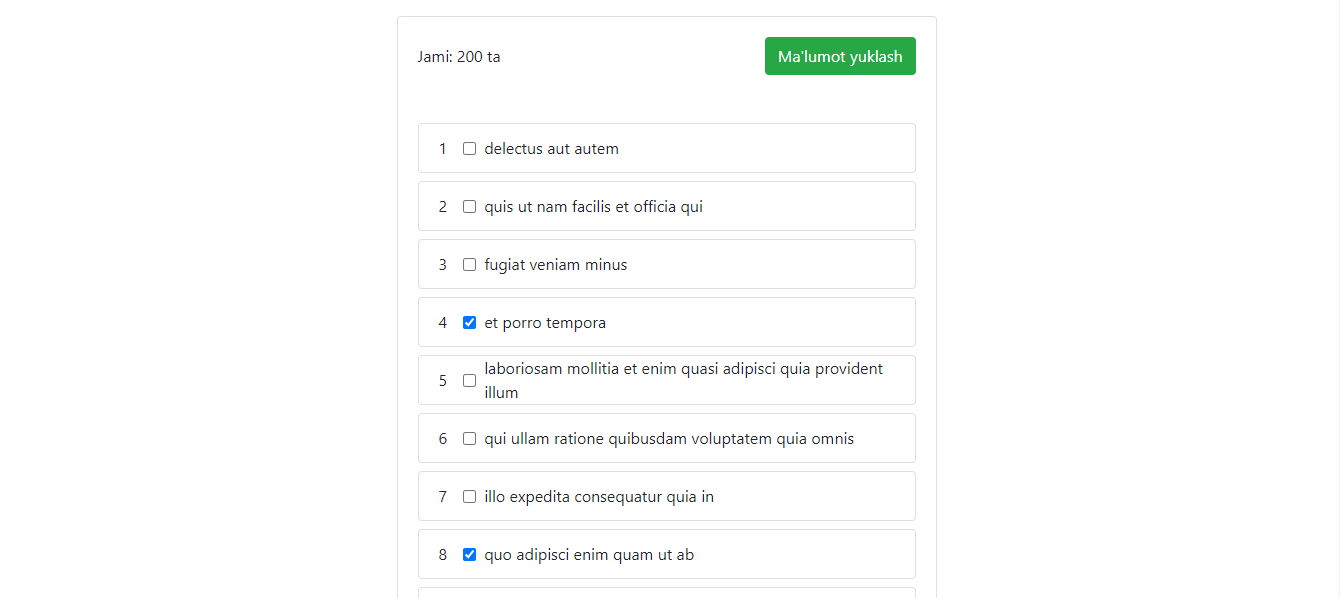 Jami: 200 ta
Ma'lumot yuklash
1 delectus aut autem
2 quis ut nam facilis et officia qui
3 fugiat veniam minus
4 et porro tempora
5 laboriosam mollitia et enim quasi adipisci quia provident
illum
6 qui ullam ratione quibusdam voluptatem quia omnis
7 illo expedita consequatur quia in
8 quo adipisci enim quam ut ab